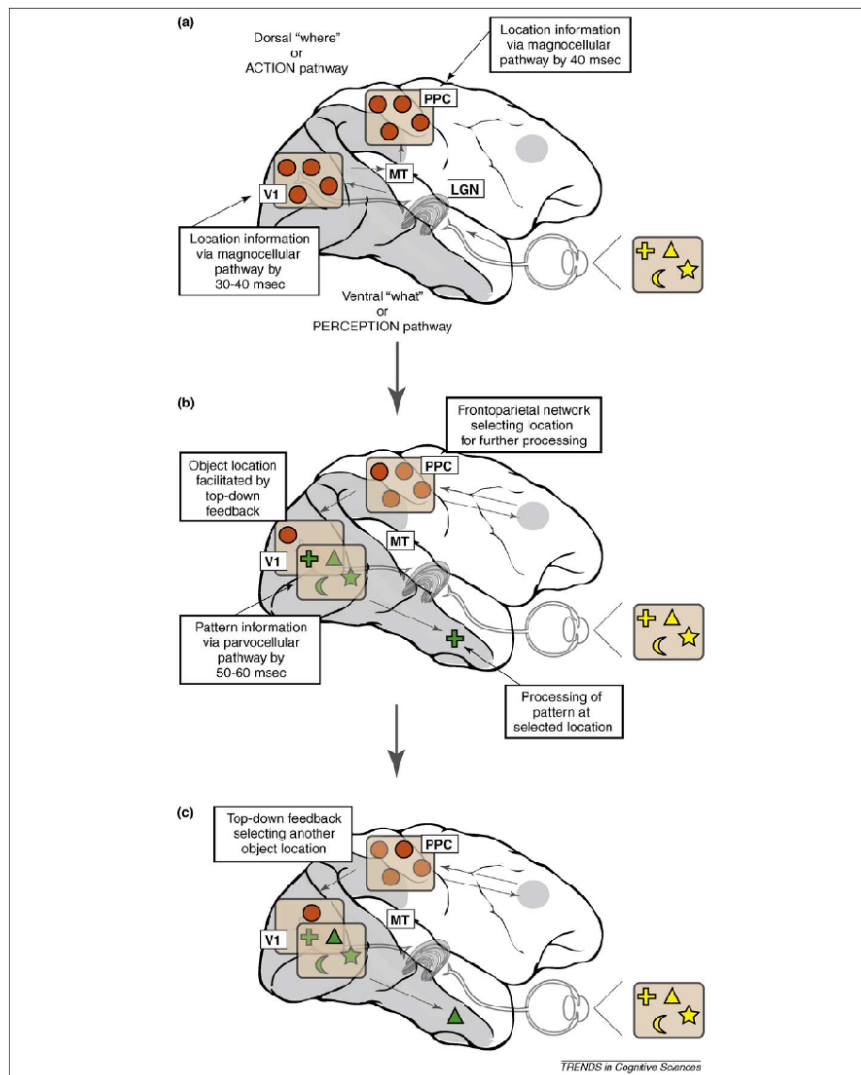 (a)
Dorsal "where"
or
ACTION pathway
Location information
via magnocellular
pathway by 40 msec
PPC
MT
V1
LGN
Location information
via magnocellular
pathway by
30-40 msec
Ventral "what"
or
PERCEPTION pathway
(b)
Frontoparietal network
selecting location
for further processing
Object location
facilitated by
top-down
feedback
PPC
MT
V1
Pattern information
via parvocellular
pathway by
50-60 msec
Processing of
pattern at
selected location
(c)
Top-down feedback
selecting another
object location
PPC
MT
V1
TRENDS in Cognitive Sciences